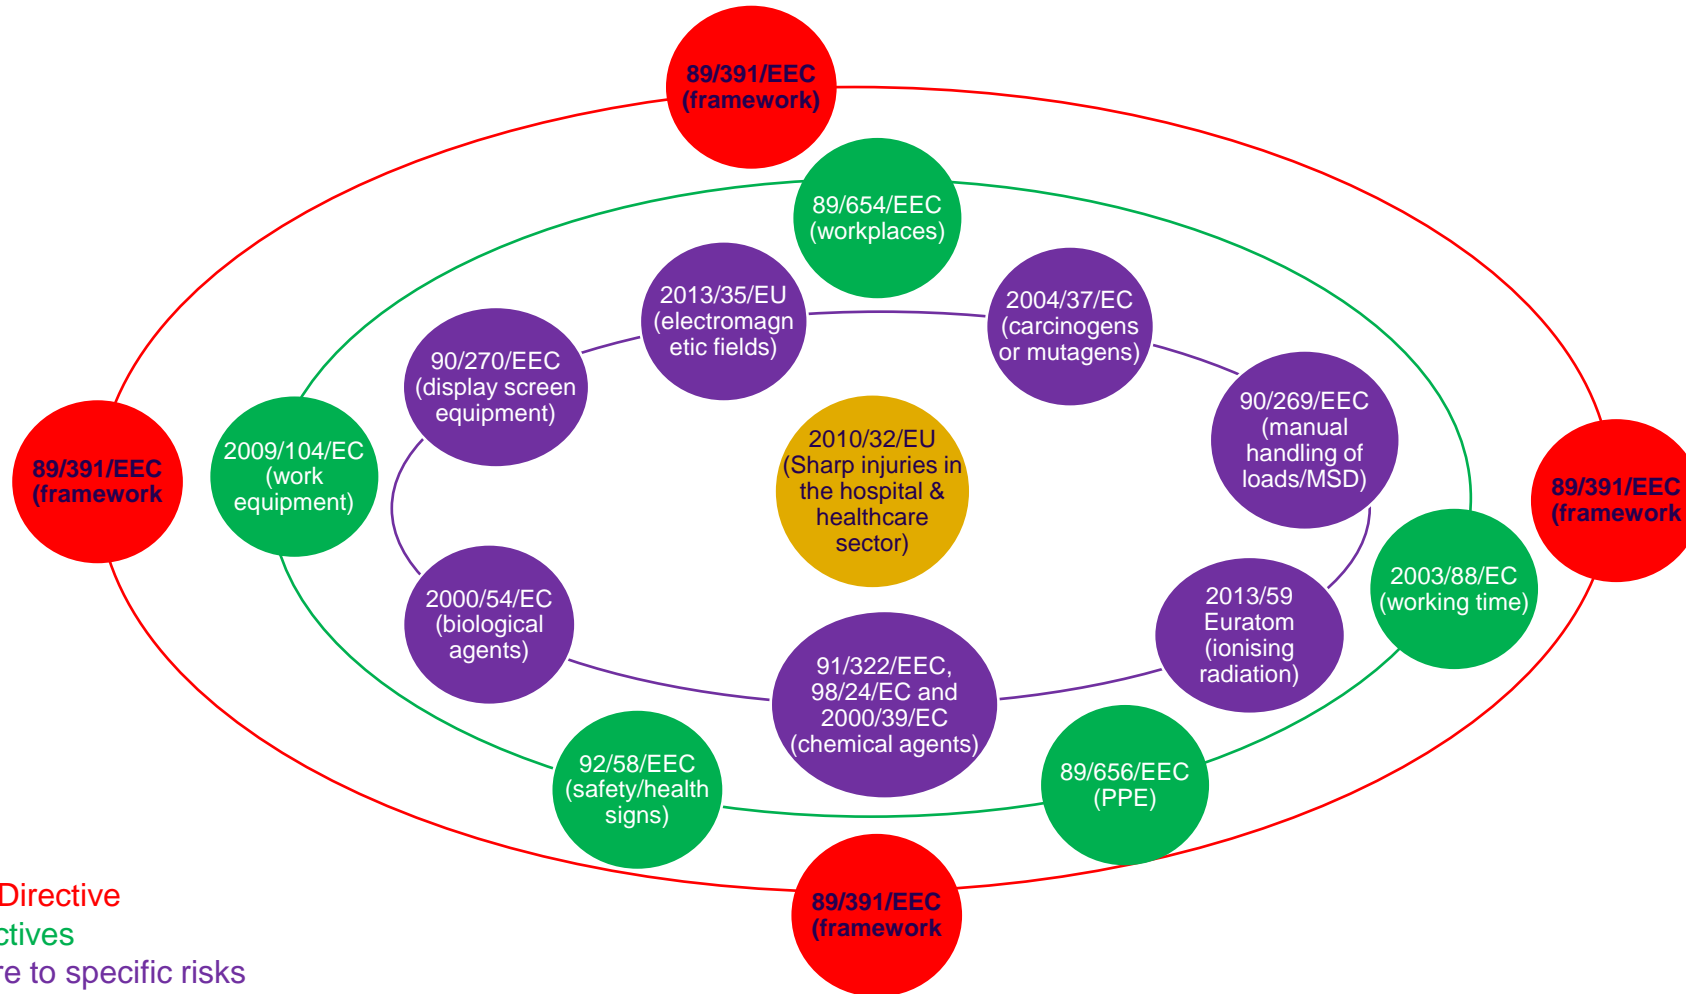 89/391/EEC
(framework)
89/654/EEC
(workplaces)
2013/35/EU
(electromagn
etic fields)
2004/37/EC
(carcinogens
or mutagens)
90/270/EEC
(display screen
equipment)
90/269/EEC
(manual
handling of
loads/MSD)
2009/104/EC
(work
equipment)
89/391/EEC
(framework
2010/32/EU
(Sharp injuries in
the hospital &
healthcare
sector)
89/391/EEC
(framework
2003/88/EC
(working time)
2000/54/EC
(biological
agents)
2013/59
Euratom
(ionising
radiation)
91/322/EEC,
98/24/EC and
2000/39/EC
(chemical agents)
92/58/EEC
(safety/health
signs)
89/656/EEC
(PPE)
89/391/EEC
(framework
Directive
ctives
re to specific risks